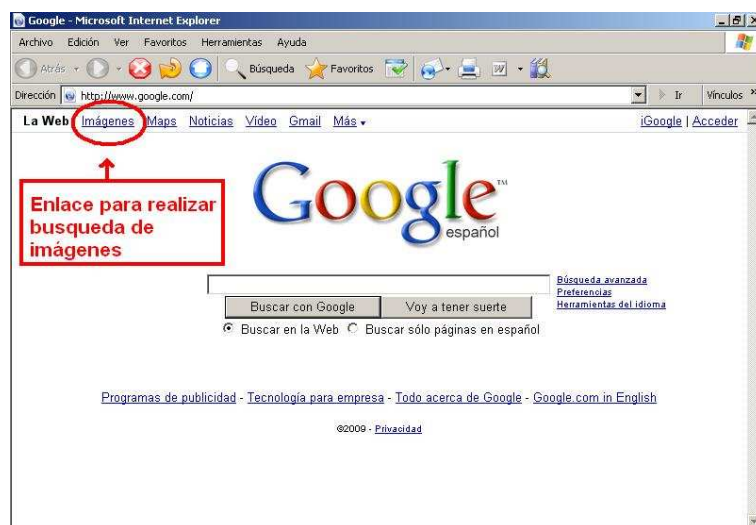 Google - Microsoft Internet Explorer
Archivo Edición Ver Favoritos Herramientas Ayuda
Atrás Búsqueda Favoritos
Dirección http://www.google.com/ Ir Vínculos »
La Web Imágenes Maps Noticias Vídeo Gmail Más iGoogle | Acceder
Enlace para realizar
busqueda de
imágenes
Google™
español
Búsqueda avanzada
Preferencias
Herramientas del idioma
Buscar con Google Voy a tener suerte
Buscar en la Web Buscar sólo páginas en español
Programas de publicidad - Tecnología para empresa - Todo acerca de Google - Google.com in English
©2009 - Privacidad